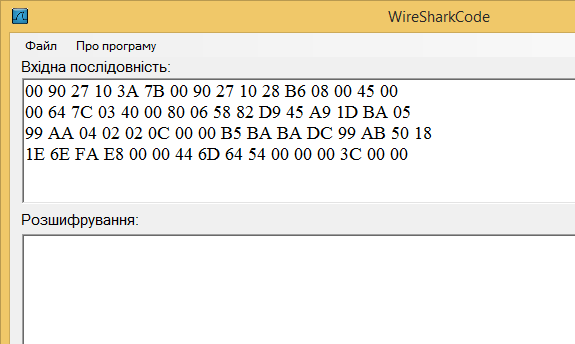 WireSharkCode
Файл Про програму
Вхідна послідовність:
00 90 27 10 3A 7B 00 90 27 10 28 B6 08 00 45 00
00 64 7C 03 40 00 80 06 58 82 D9 45 A9 1D BA 05
99 AA 04 02 02 0C 00 00 B5 BA BA DC 99 AB 50 18
1E 6E FA E8 00 00 44 6D 64 54 00 00 00 3C 00 00
Розшифрування: